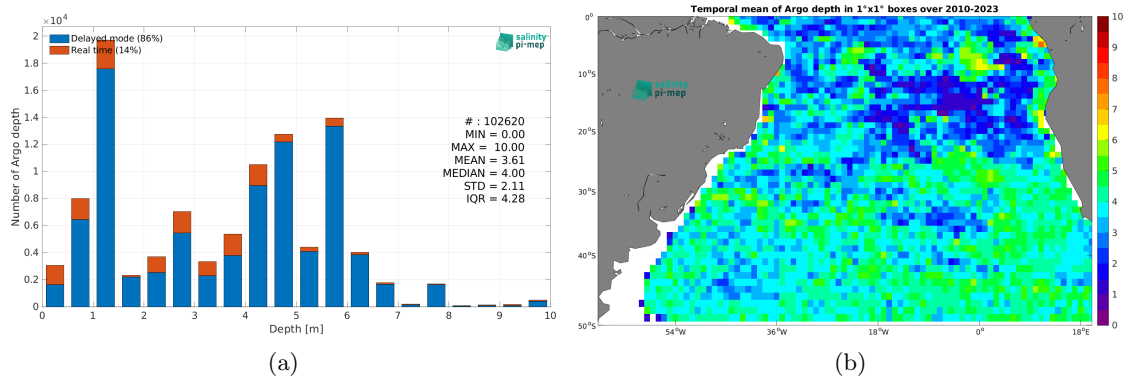 ×10⁴
Delayed mode (86%)
Real time (14%)
salinity
pi-mep
2
1.8
1.6
1.4
1.2
1
0.8
0.6
0.4
0.2
0
Number of Argo depth
# : 102620
MIN = 0.00
MAX = 10.00
MEAN = 3.61
MEDIAN = 4.00
STD = 2.11
IQR = 4.28
0 1 2 3 4 5 6 7 8 9 10
Depth [m]
(a)
Temporal mean of Argo depth in 1°x1° boxes over 2010-2023
salinity
pi-mep
0°
10°S
20°S
30°S
40°S
50°S
54°W 36°W 18°W 0° 18°E
10
9
8
7
6
5
4
3
2
1
0
(b)